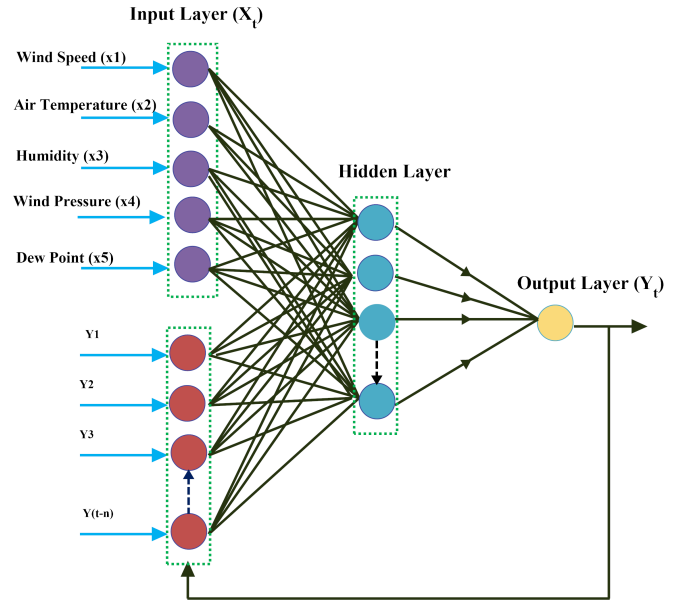 Input Layer (Xt)
Wind Speed (x1)
Air Temperature (x2)
Humidity (x3)
Hidden Layer
Wind Pressure (x4)
Dew Point (x5)
Output Layer (Yt)
Y1
Y2
Y3
Y(t-n)